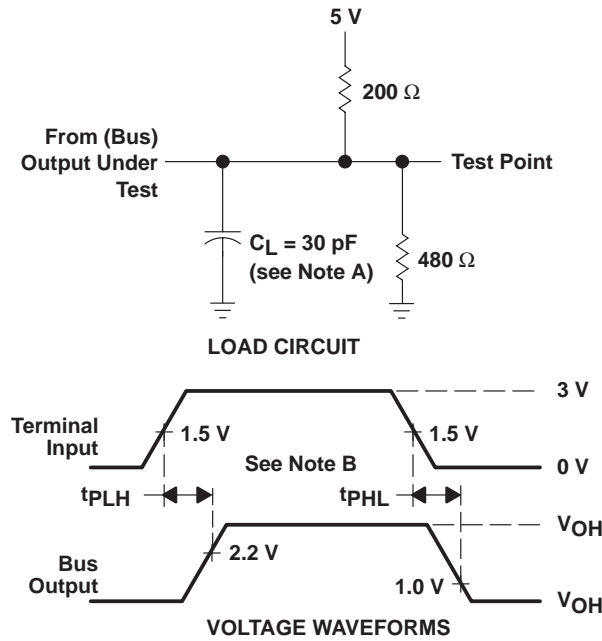 5 V
200 Ω
From (Bus)
Output Under
Test
Test Point
CL = 30 pF
(see Note A)
480 Ω
LOAD CIRCUIT
3 V
Terminal
Input
1.5 V
1.5 V
See Note B
0 V
tPLH
tPHL
VOH
Bus
Output
2.2 V
1.0 V
VOH
VOLTAGE WAVEFORMS